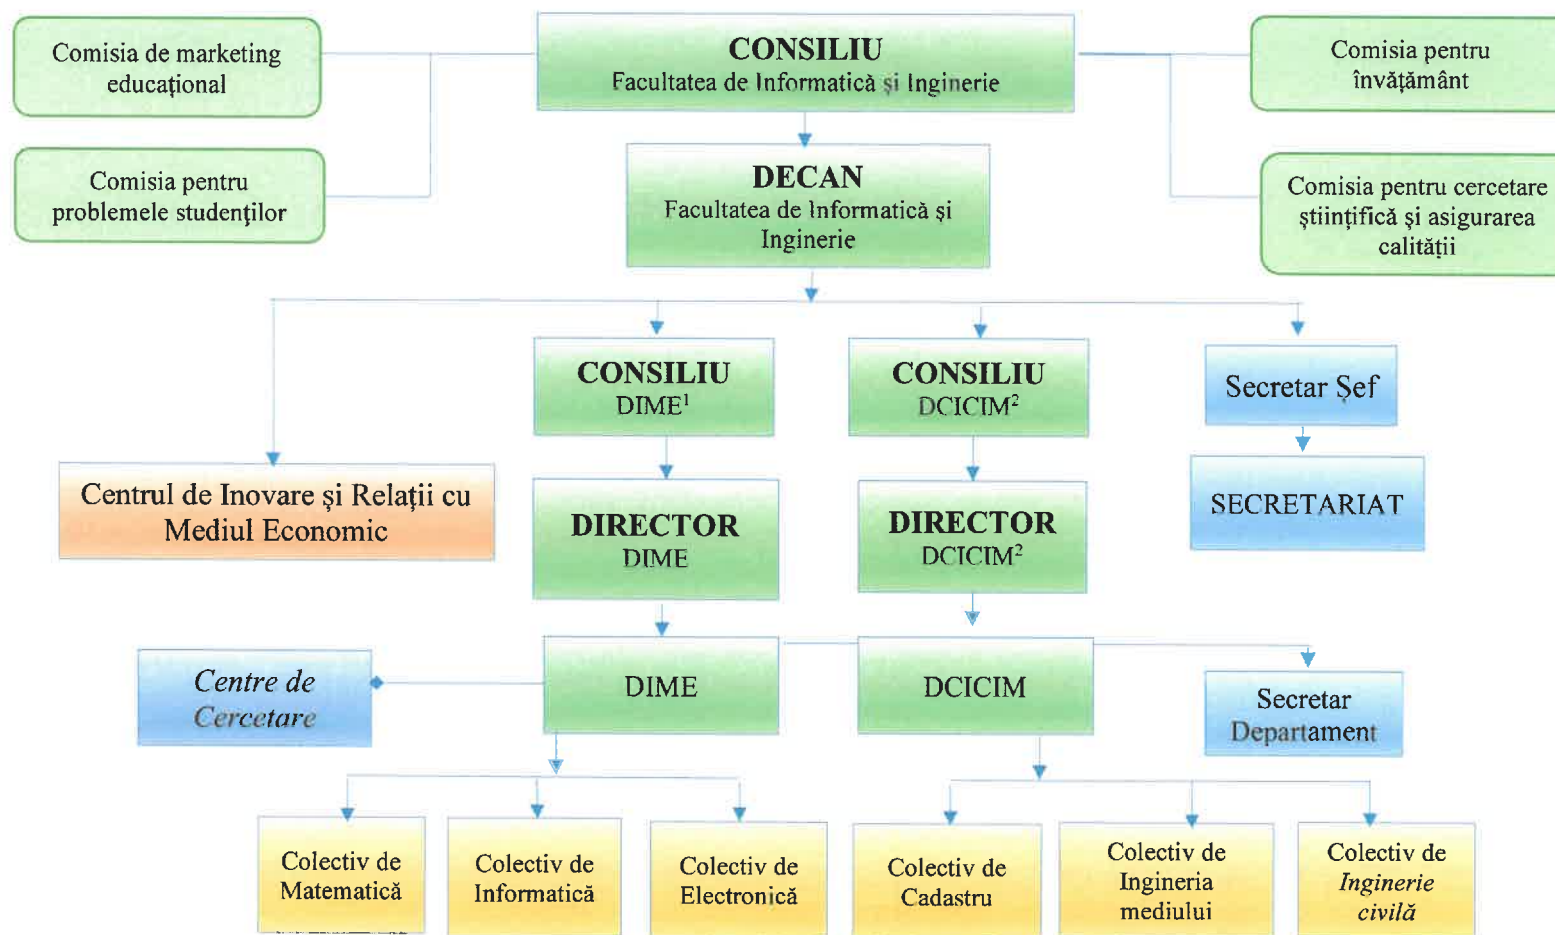 Comisia de marketing
educațional
CONSILIU
Facultatea de Informatică și Inginerie
Comisia pentru
învățământ
Comisia pentru
problemele studenților
DECAN
Facultatea de Informatică și
Inginerie
Comisia pentru cercetare
științifică și asigurarea
calității
CONSILIU
DIME¹
CONSILIU
DCICIM²
Secretar Șef
Centrul de Inovare și Relații cu
Mediul Economic
DIRECTOR
DIME
DIRECTOR
DCICIM²
SECRETARIAT
Centre de
Cercetare
DIME
DCICIM
Secretar
Departament
Colectiv de
Matematică
Colectiv de
Informatică
Colectiv de
Electronică
Colectiv de
Cadastru
Colectiv de
Ingineria
mediului
Colectiv de
Inginerie
civilă